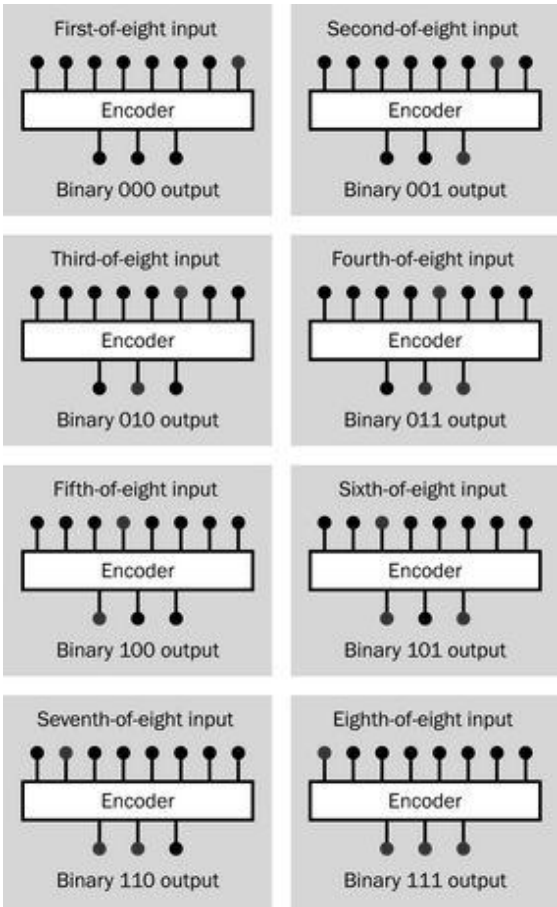 First-of-eight input
Encoder
Binary 000 output
Second-of-eight input
Encoder
Binary 001 output
Third-of-eight input
Encoder
Binary 010 output
Fourth-of-eight input
Encoder
Binary 011 output
Fifth-of-eight input
Encoder
Binary 100 output
Sixth-of-eight input
Encoder
Binary 101 output
Seventh-of-eight input
Encoder
Binary 110 output
Eighth-of-eight input
Encoder
Binary 111 output